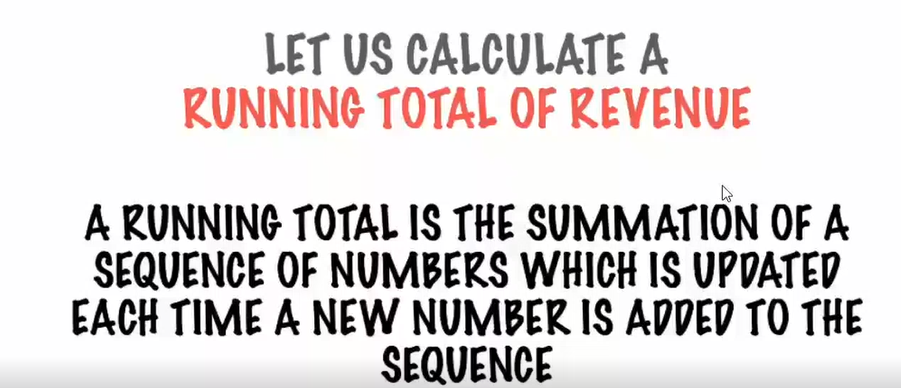 LET US CALCULATE A
RUNNING TOTAL OF REVENUE
A RUNNING TOTAL IS THE SUMMATION OF A
SEQUENCE OF NUMBERS WHICH IS UPDATED
EACH TIME A NEW NUMBER IS ADDED TO THE
SEQUENCE